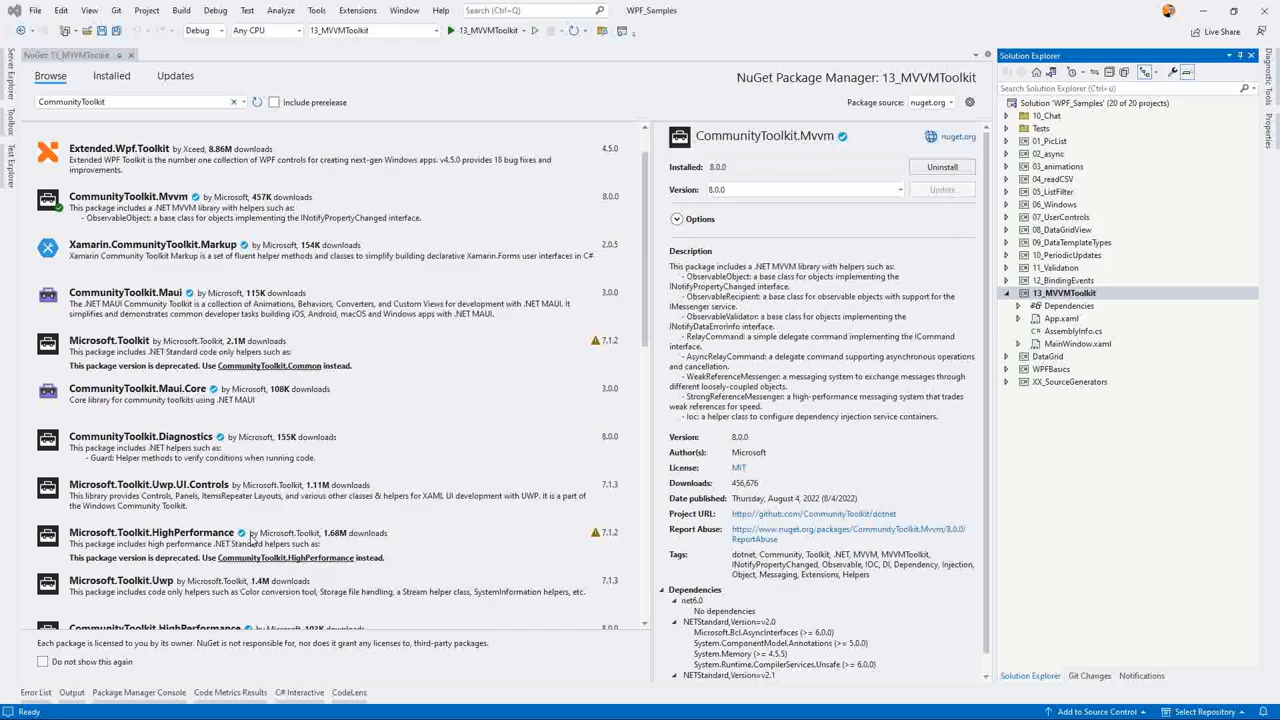 File Edit View Git Project Build Debug Test Analyze Tools Extensions Window Help Search (Ctrl+Q) WPF_Samples
Debug Any CPU 13_MVVMToolkit 13_MVVMToolkit Live Share
Server Explorer
Toolbox
Test Explorer
NuGet: 13_MVVMToolkit
Browse Installed Updates
NuGet Package Manager: 13_MVVMToolkit
CommunityToolkit
Include prerelease
Package source: nuget.org
Extended.Wpf.Toolkit by Xceed, 8.86M downloads 4.5.0
Extended WPF Toolkit is the number one collection of WPF controls for creating next-gen Windows apps. v4.5.0 provides 18 bug fixes and
improvements.
CommunityToolkit.Mvvm by Microsoft, 457K downloads 8.0.0
This package includes a .NET MVVM library with helpers such as:
- ObservableObject: a base class for objects implementing the INotifyPropertyChanged interface.
Xamarin.CommunityToolkit.Markup by Microsoft, 154K downloads 2.0.5
Xamarin Community Toolkit Markup is a set of fluent helper methods and classes to simplify building declarative Xamarin.Forms user interfaces in C#
CommunityToolkit.Maui by Microsoft, 115K downloads 3.0.0
The .NET MAUI Community Toolkit is a collection of Animations, Behaviors, Converters, and Custom Views for development with .NET MAUI. It
simplifies and demonstrates common developer tasks building iOS, Android, macOS and Windows apps with .NET MAUI.
Microsoft.Toolkit by Microsoft, 2.1M downloads 7.1.2
This package includes .NET Standard code only helpers such as:
This package version is deprecated. Use CommunityToolkit.Common instead.
CommunityToolkit.Maui.Core by Microsoft, 108K downloads 3.0.0
Core library for community toolkits using .NET MAUI
CommunityToolkit.Diagnostics by Microsoft, 155K downloads 8.0.0
This package includes .NET helpers such as:
- Guard: Helper methods to verify conditions when running code.
Microsoft.Toolkit.Uwp.UI.Controls by Microsoft.Toolkit, 1.11M downloads 7.1.3
This library provides Controls, Panels, ItemsRepeater Layouts, and various other classes & helpers for XAML UI development with UWP. It is a part of
the Windows Community Toolkit.
Microsoft.Toolkit.HighPerformance by Microsoft.Toolkit, 1.68M downloads 7.1.2
This package includes high performance .NET Standard helpers such as:
This package version is deprecated. Use CommunityToolkit.HighPerformance instead.
Microsoft.Toolkit.Uwp by Microsoft.Toolkit, 1.4M downloads 7.1.3
This package includes code only helpers such as Color conversion tool, Storage file handling, a Stream helper class, SystemInformation helpers, etc.
CommunityToolkit.HighPerformance by Microsoft, 103K downloads 8.0.0
Each package is licensed to you by its owner. NuGet is not responsible for, nor does it grant any licenses to, third-party packages.
Do not show this again
CommunityToolkit.Mvvm nuget.org
Installed: 8.0.0 Uninstall
Version: 8.0.0 Update
Options
Description
This package includes a .NET MVVM library with helpers such as:
- ObservableObject: a base class for objects implementing the
INotifyPropertyChanged interface.
- ObservableRecipient: a base class for observable objects with support for the
IMessenger service.
- ObservableValidator: a base class for objects implementing the
INotifyDataErrorInfo interface.
- RelayCommand: a simple delegate command implementing the ICommand
interface.
- AsyncRelayCommand: a delegate command supporting asynchronous operations
and cancellation.
- WeakReferenceMessenger: a messaging system to exchange messages through
different loosely-coupled objects.
- StrongReferenceMessenger: a high-performance messaging system that trades
weak references for speed.
- Ioc: a helper class to configure dependency injection service containers.
Version: 8.0.0
Author(s): Microsoft
License: MIT
Downloads: 456,676
Date published: Thursday, August 4, 2022 (8/4/2022)
Project URL: https://github.com/CommunityToolkit/dotnet
Report Abuse: https://www.nuget.org/packages/CommunityToolkit.Mvvm/8.0.0/
ReportAbuse
Tags: dotnet, Community, Toolkit, .NET, MVVM, MVVMToolkit,
INotifyPropertyChanged, Observable, IOC, DI, Dependency, Injection,
Object, Messaging, Extensions, Helpers
Dependencies
net6.0
No dependencies
.NETStandard,Version=v2.0
Microsoft.Bcl.AsyncInterfaces (>= 6.0.0)
System.ComponentModel.Annotations (>= 5.0.0)
System.Memory (>= 4.5.5)
System.Runtime.CompilerServices.Unsafe (>= 6.0.0)
.NETStandard,Version=v2.1
Solution Explorer
Search Solution Explorer (Ctrl+ü)
Solution 'WPF_Samples' (20 of 20 projects)
10_Chat
Tests
01_PicList
02_async
03_animations
04_readCSV
05_ListFilter
06_Windows
07_UserControls
08_DataGridView
09_DataTemplateTypes
10_PeriodicUpdates
11_Validation
12_BindingEvents
13_MVVMToolkit
Dependencies
App.xaml
AssemblyInfo.cs
MainWindow.xaml
DataGrid
WPFBasics
XX_SourceGenerators
Solution Explorer Git Changes Notifications
Diagnostic Tools
Properties
Error List Output Package Manager Console Code Metrics Results C# Interactive CodeLens
Ready Add to Source Control Select Repository